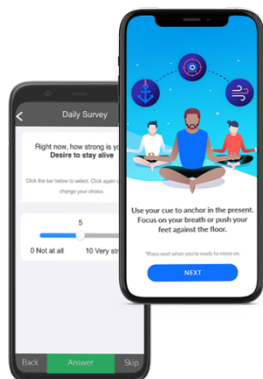 Daily Survey
Right now, how strong is
Desire to stay alive
Click the bar below to select. Click again
change your choice.
5
0 Not at all
10 Very
Back
Answer
Skip
Use your cue to anchor in the present.
Focus on your breath or push your
feet against the floor.
*Press next when you're ready to move on.
NEXT